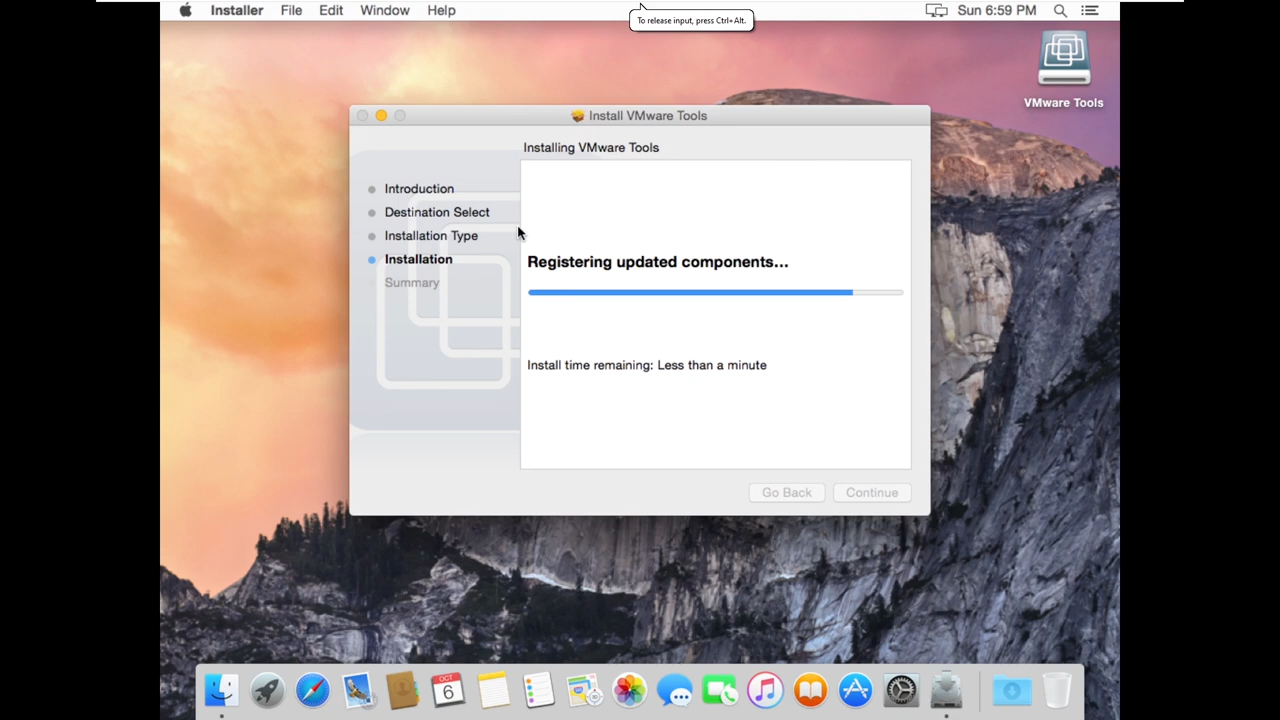 Installer File Edit Window Help
Sun 6:59 PM
To release input, press Ctrl+Alt.
VMware Tools
Install VMware Tools
Installing VMware Tools
Introduction
Destination Select
Installation Type
Installation
Summary
Registering updated components...
Install time remaining: Less than a minute
Go Back Continue
OCT
6